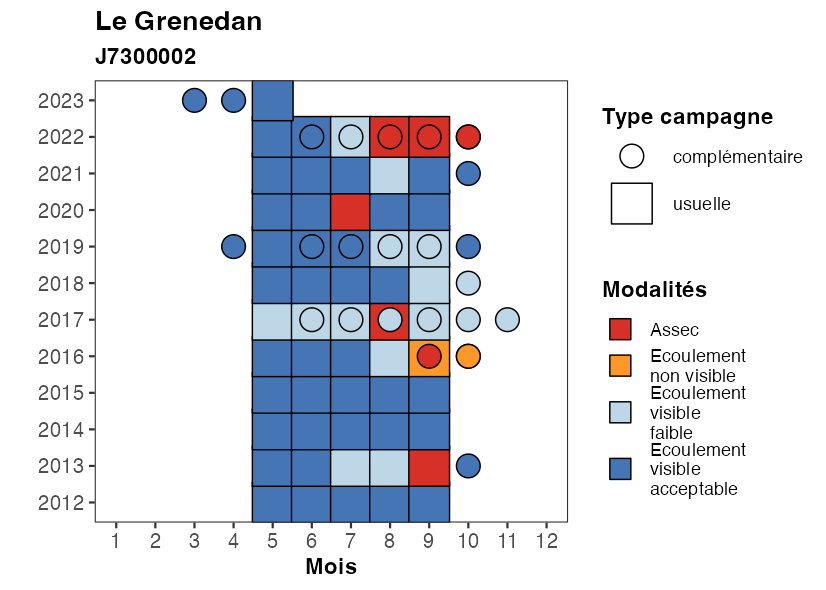 Le Grenedan
J7300002
2023
2022
2021
2020
2019
2018
2017
2016
2015
2014
2013
2012
1 2 3 4 5 6 7 8 9 10 11 12
Mois
Type campagne
complémentaire
usuelle
Modalités
Assec
Ecoulement
non visible
Ecoulement
visible
faible
Ecoulement
visible
acceptable